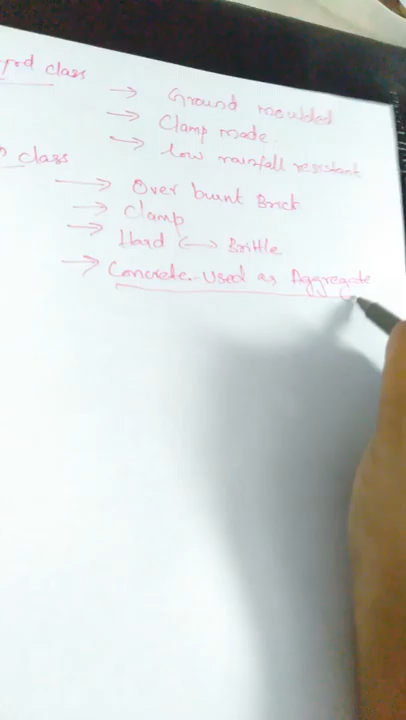 class
→ Ground moulded
→ Clamp made.
→ low rainfall resistant
class
→ Over burnt Brick
→ Clamp
→ Hard ↔ Brittle
→ Concrete Used as Aggregate